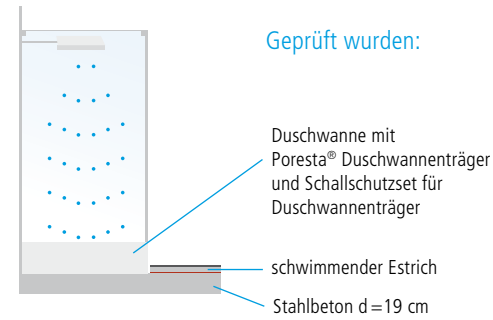 Geprüft wurden:
Duschwanne mit
Poresta® Duschwannenträger
und Schallschutzset für
Duschwannenträger
schwimmender Estrich
Stahlbeton d=19 cm